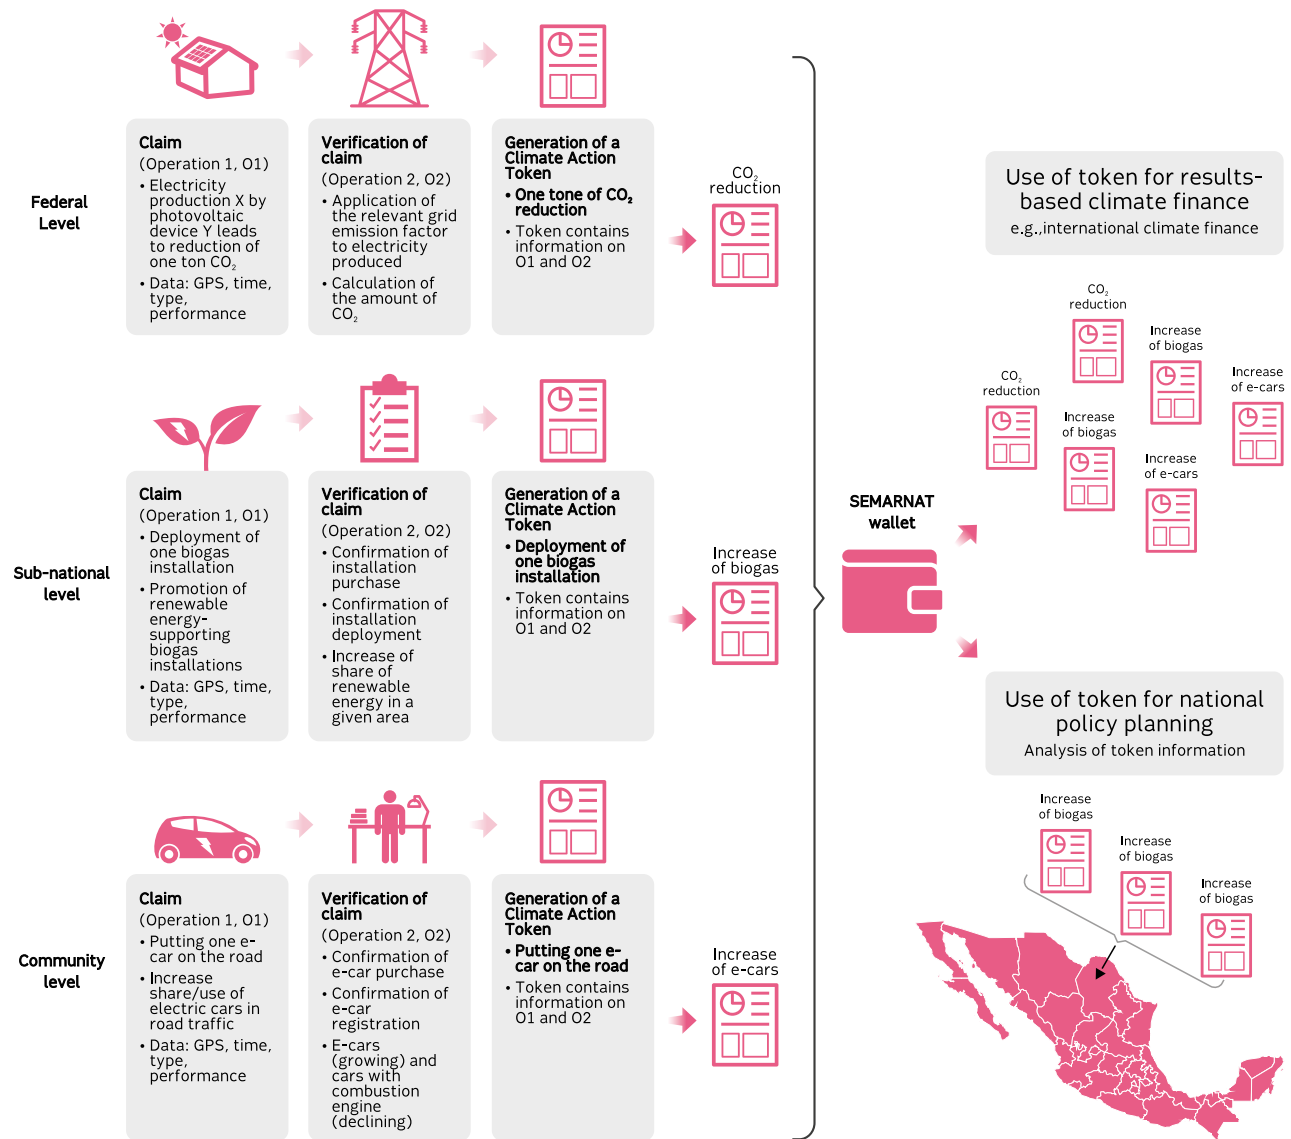 Federal
Level
Claim
(Operation 1, O1)
• Electricity
production X by
photovoltaic
device Y leads
to reduction of
one ton CO₂
• Data: GPS, time,
type,
performance
Verification of
claim
(Operation 2, O2)
• Application of
the relevant grid
emission factor
to electricity
produced
• Calculation of
the amount of
CO₂
Generation of a
Climate Action
Token
• One tone of CO₂
reduction
• Token contains
information on
O1 and O2
CO₂
reduction
Sub-national
level
Claim
(Operation 1, O1)
• Deployment of
one biogas
installation
• Promotion of
renewable
energy-
supporting
biogas
installations
• Data: GPS, time,
type,
performance
Verification of
claim
(Operation 2, O2)
• Confirmation of
installation
purchase
• Confirmation of
installation
deployment
• Increase of
share of
renewable
energy in a
given area
Generation of a
Climate Action
Token
• Deployment of
one biogas
installation
• Token contains
information on
O1 and O2
Increase
of biogas
Community
level
Claim
(Operation 1, O1)
• Putting one e-
car on the road
• Increase
share/use of
electric cars in
road traffic
• Data: GPS, time,
type,
performance
Verification of
claim
(Operation 2, O2)
• Confirmation of
e-car purchase
• Confirmation of
e-car
registration
• E-cars
(growing) and
cars with
combustion
engine
(declining)
Generation of a
Climate Action
Token
• Putting one e-
car on the road
• Token contains
information on
O1 and O2
Increase
of e-cars
SEMARNAT
wallet
Use of token for results-
based climate finance
e.g.,international climate finance
CO₂
reduction
Increase
of biogas
Increase
of e-cars
CO₂
reduction
Increase
of biogas
Increase
of e-cars
Use of token for national
policy planning
Analysis of token information
Increase
of biogas
Increase
of biogas
Increase
of biogas